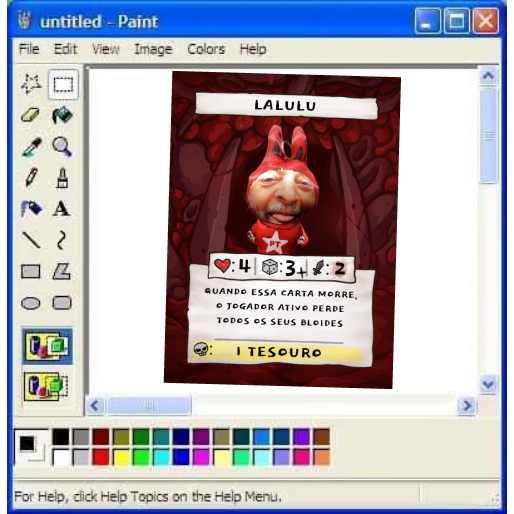 untitled - Paint
File Edit View Image Colors Help
A
LALULU
PT
:4 :3+ :2
QUANDO ESSA CARTA MORRE,
O JOGADOR ATIVO PERDE
TODOS OS SEUS BLOIDES
: 1 TESOURO
For Help, click Help Topics on the Help Menu.